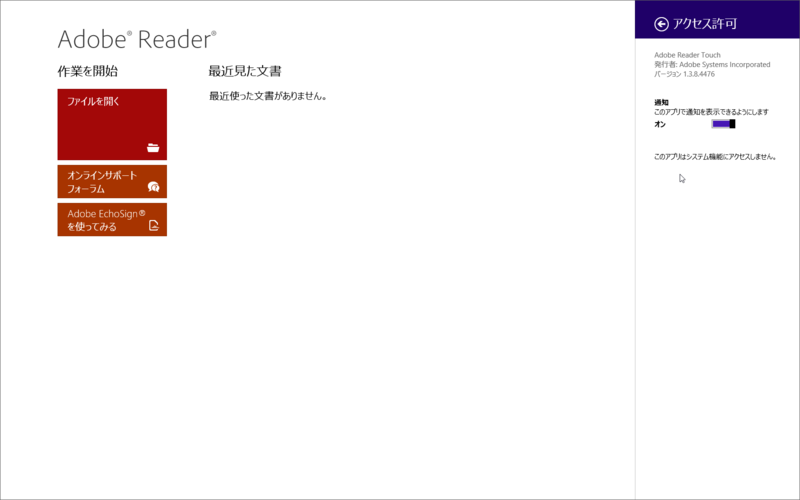 Adobe® Reader®
作業を開始
ファイルを開く
オンラインサポート
フォーラム
Adobe EchoSign®
を使ってみる
最近見た文書
最近使った文書がありません。
アクセス許可
Adobe Reader Touch
発行者: Adobe Systems Incorporated
バージョン 1.3.8.4476
通知
このアプリで通知を表示できるようにします
オン
このアプリはシステム機能にアクセスしません。